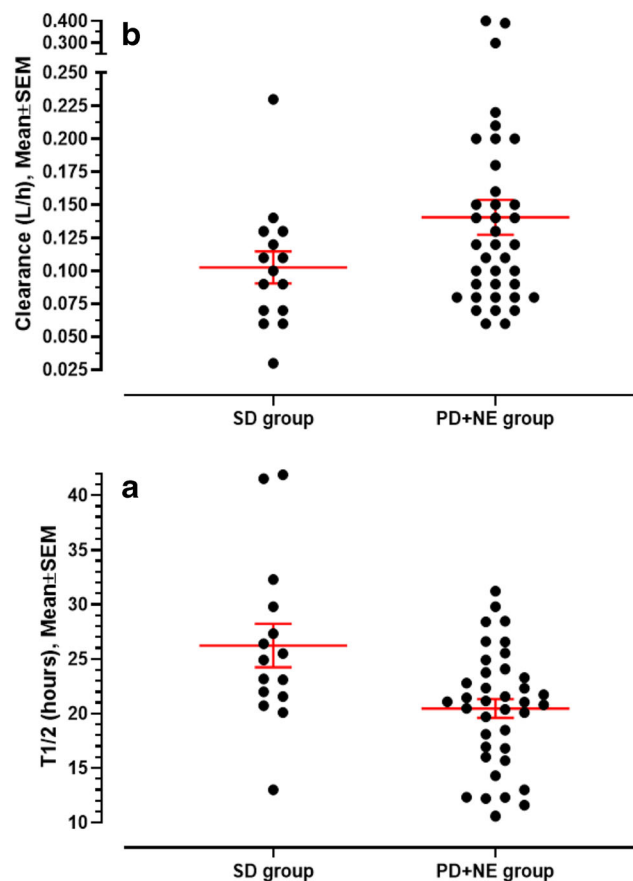 b
Clearance (L/h), Mean±SEM
0.400
0.300
0.250
0.225
0.200
0.175
0.150
0.125
0.100
0.075
0.050
0.025
SD group
PD+NE group
a
T1/2 (hours), Mean±SEM
40
35
30
25
20
15
10
SD group
PD+NE group